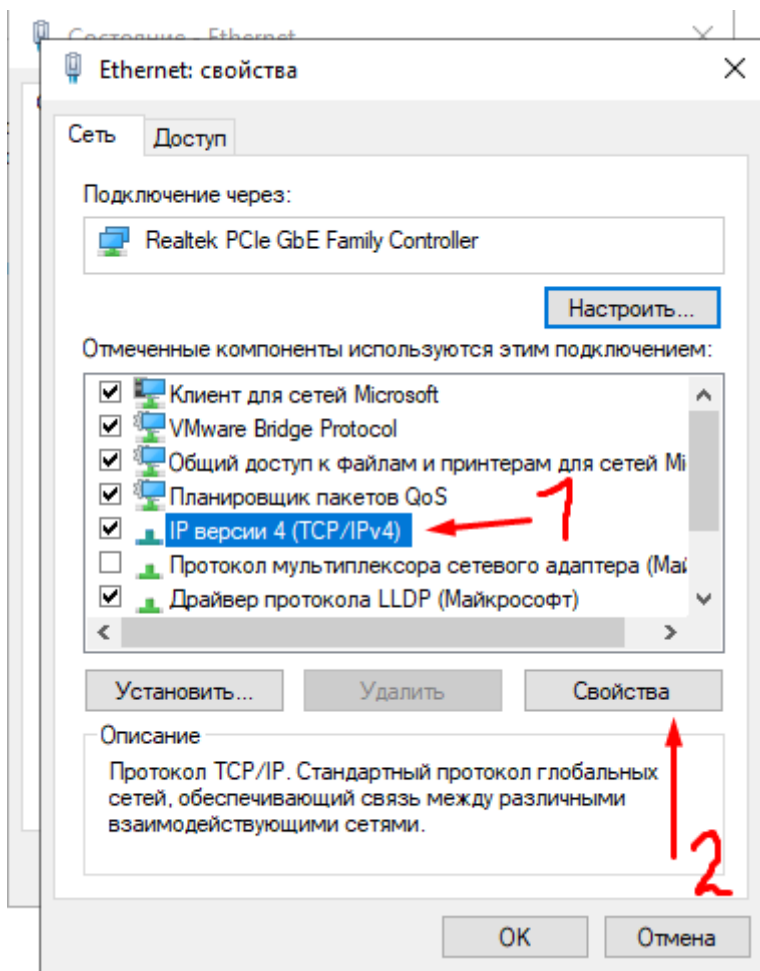 Состояние - Ethernet
Ethernet: свойства
Сеть
Доступ
Подключение через:
Realtek PCIe GbE Family Controller
Настроить...
Отмеченные компоненты используются этим подключением:
Клиент для сетей Microsoft
VMware Bridge Protocol
Общий доступ к файлам и принтерам для сетей Mi
Планировщик пакетов QoS
1
IP версии 4 (TCP/IPv4)
Протокол мультиплексора сетевого адаптера (Май
Драйвер протокола LLDP (Майкрософт)
Установить...
Удалить
Свойства
Описание
Протокол TCP/IP. Стандартный протокол глобальных
сетей, обеспечивающий связь между различными
взаимодействующими сетями.
2
OK
Отмена